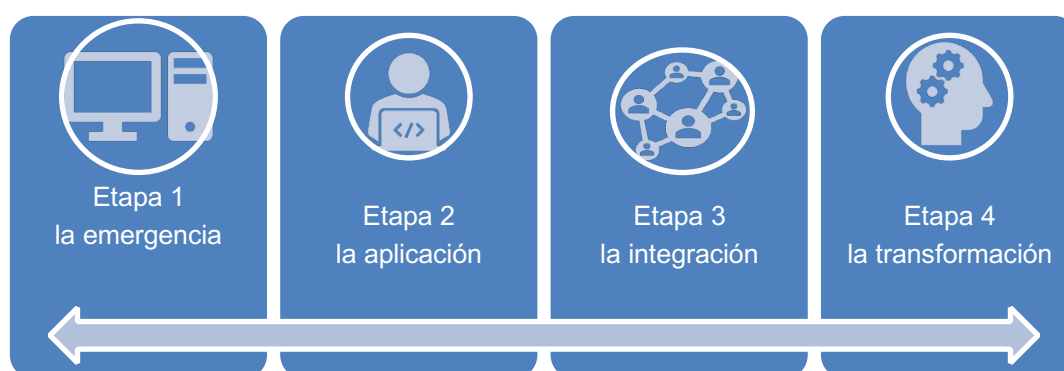 </>
Etapa 1
la emergencia
Etapa 2
la aplicación
Etapa 3
la integración
Etapa 4
la transformación